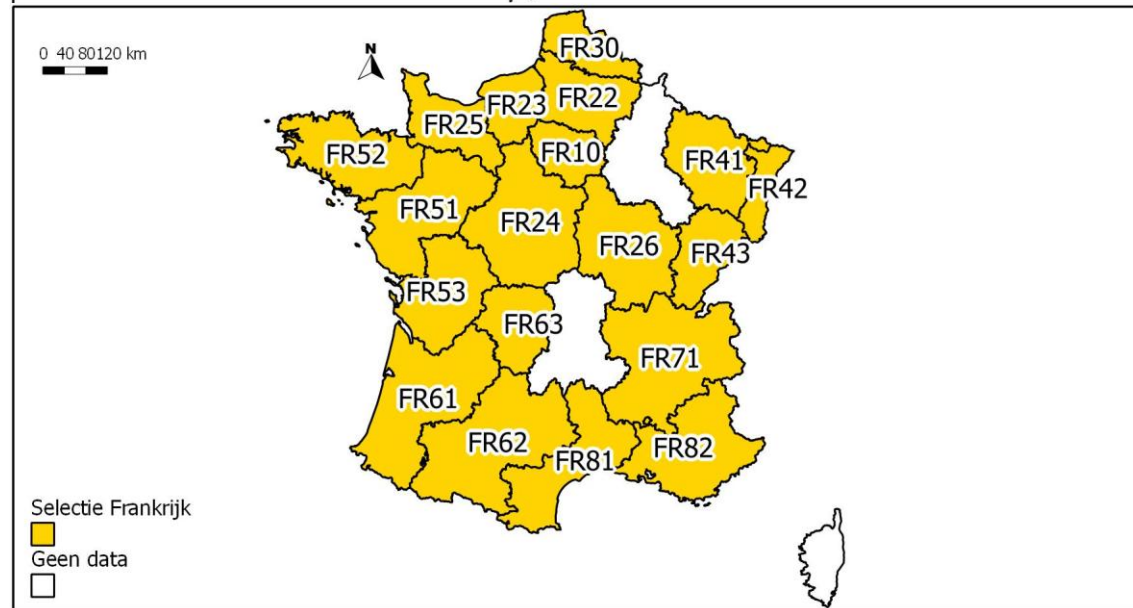 FR30
0 40 80120 km
N
FR23
FR22
FR25
FR10
FR41
FR52
FR42
FR51
FR24
FR26
FR43
FR53
FR63
FR71
FR61
FR62
FR82
FR81
Selectie Frankrijk
Geen data